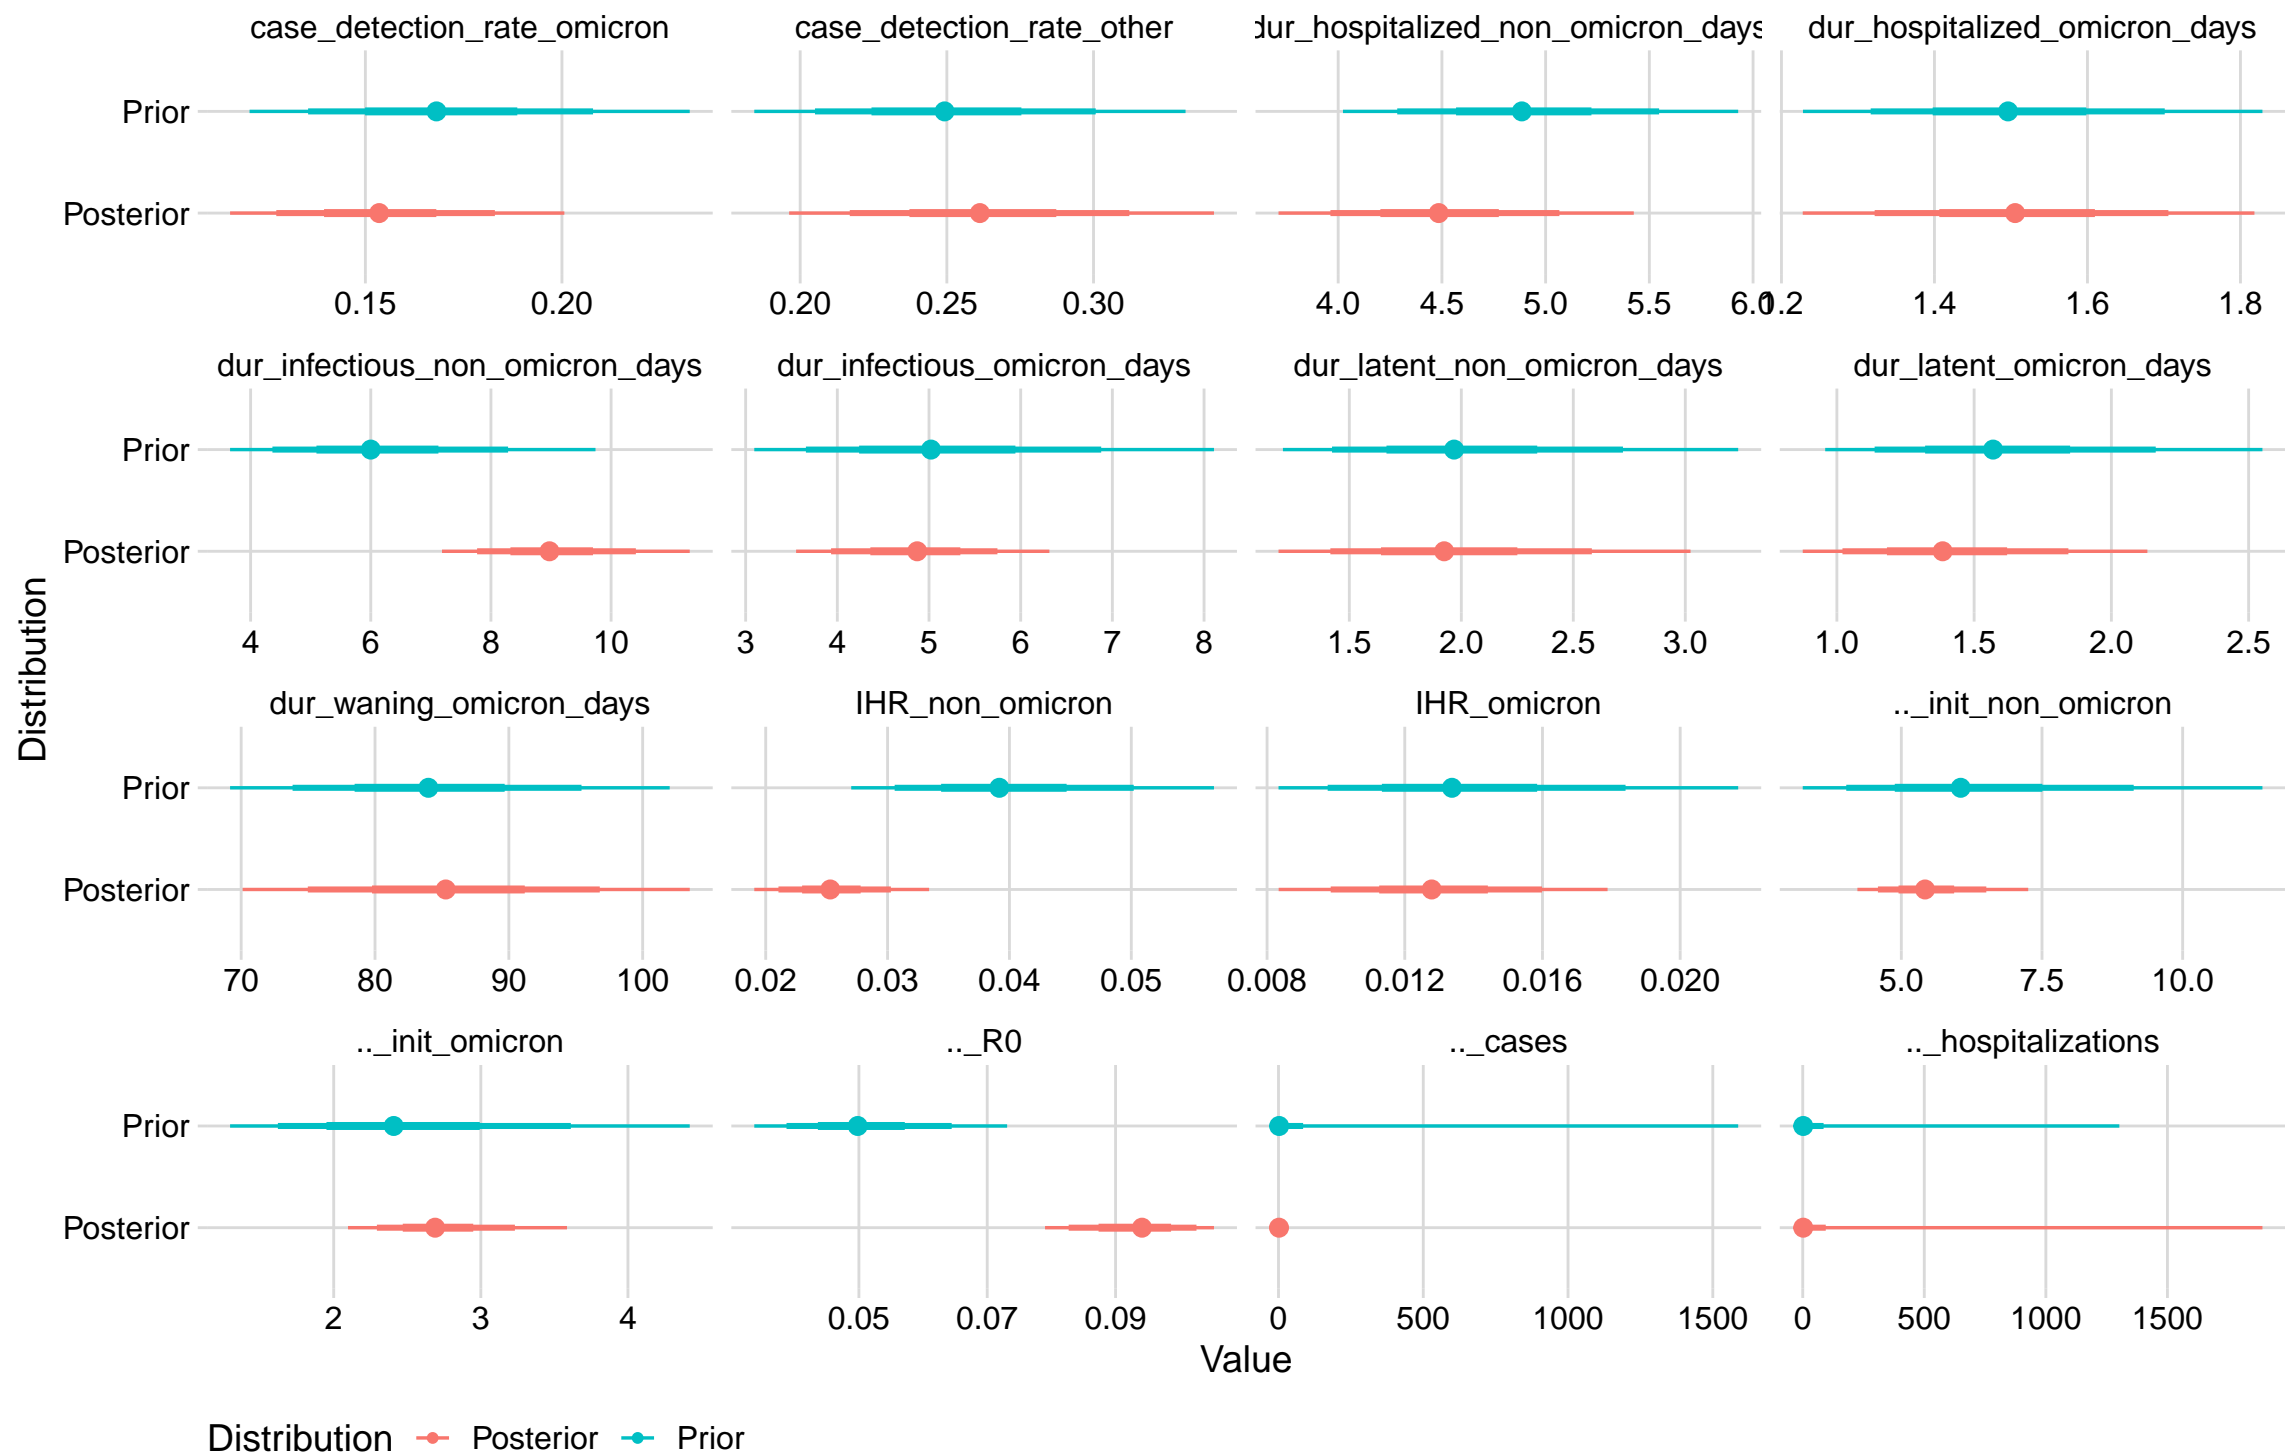 case_detection_rate_omicron case_detection_rate_other dur_hospitalized_non_omicron_days dur_hospitalized_omicron_days
Prior
Posterior
0.15 0.20 0.20 0.25 0.30 4.0 4.5 5.0 5.5 6.0 1.2 1.4 1.6 1.8
dur_infectious_non_omicron_days dur_infectious_omicron_days dur_latent_non_omicron_days dur_latent_omicron_days
Prior
Posterior
4 6 8 10 3 4 5 6 7 8 1.5 2.0 2.5 3.0 1.0 1.5 2.0 2.5
Distribution
dur_waning_omicron_days IHR_non_omicron IHR_omicron .._init_non_omicron
Prior
Posterior
70 80 90 100 0.02 0.03 0.04 0.05 0.008 0.012 0.016 0.020 5.0 7.5 10.0
.._init_omicron .._R0 .._cases .._hospitalizations
Prior
Posterior
2 3 4 0.05 0.07 0.09 0 500 1000 1500 0 500 1000 1500
Value
Distribution Posterior Prior